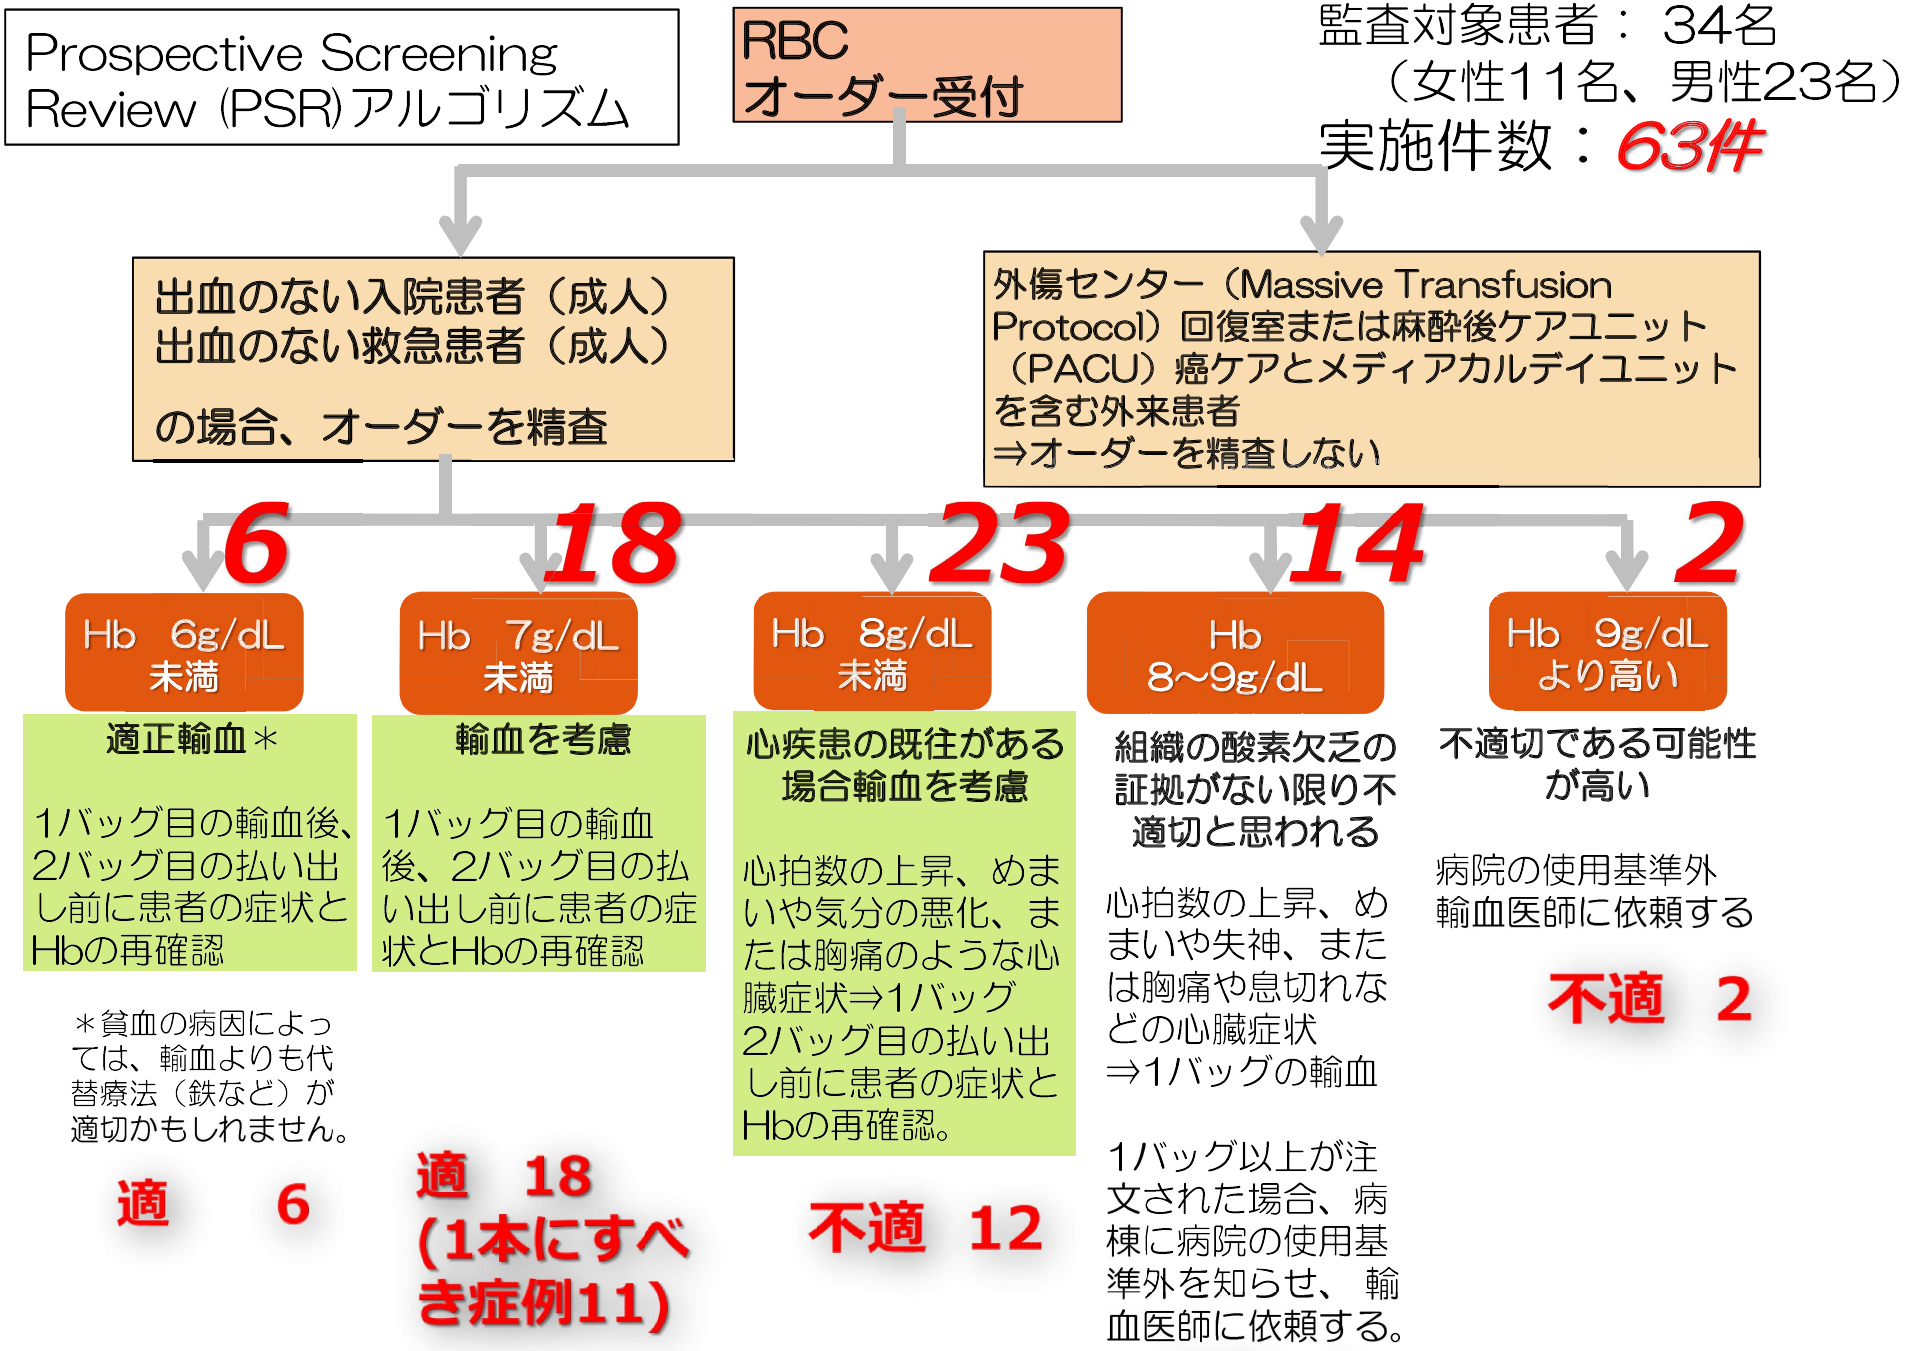 Prospective Screening
Review (PSR)アルゴリズム
RBC
オーダー受付
監査対象患者： 34名
（女性11名、男性23名）
実施件数：63件
出血のない入院患者（成人）
出血のない救急患者（成人）
の場合、オーダーを精査
外傷センター（Massive Transfusion
Protocol）回復室または麻酔後ケアユニット
（PACU）癌ケアとメディアカルデイユニット
を含む外来患者
⇒オーダーを精査しない
6
18
23
14
2
Hb 6g/dL
未満
適正輸血＊
1バッグ目の輸血後、
2バッグ目の払い出
し前に患者の症状と
Hbの再確認
＊貧血の病因によっ
ては、輸血よりも代
替療法（鉄など）が
適切かもしれません。
適 6
Hb 7g/dL
未満
輸血を考慮
1バッグ目の輸血
後、2バッグ目の払
い出し前に患者の症
状とHbの再確認
適 18
(1本にすべ
き症例11)
Hb 8g/dL
未満
心疾患の既往がある
場合輸血を考慮
心拍数の上昇、めま
いや気分の悪化、ま
たは胸痛のような心
臓症状⇒1バッグ
2バッグ目の払い出
し前に患者の症状と
Hbの再確認。
不適 12
Hb
8～9g/dL
組織の酸素欠乏の
証拠がない限り不
適切と思われる
心拍数の上昇、め
まいや失神、また
は胸痛や息切れな
どの心臓症状
⇒1バッグの輸血
1バッグ以上が注
文された場合、病
棟に病院の使用基
準外を知らせ、 輸
血医師に依頼する。
Hb 9g/dL
より高い
不適切である可能性
が高い
病院の使用基準外
輸血医師に依頼する
不適 2